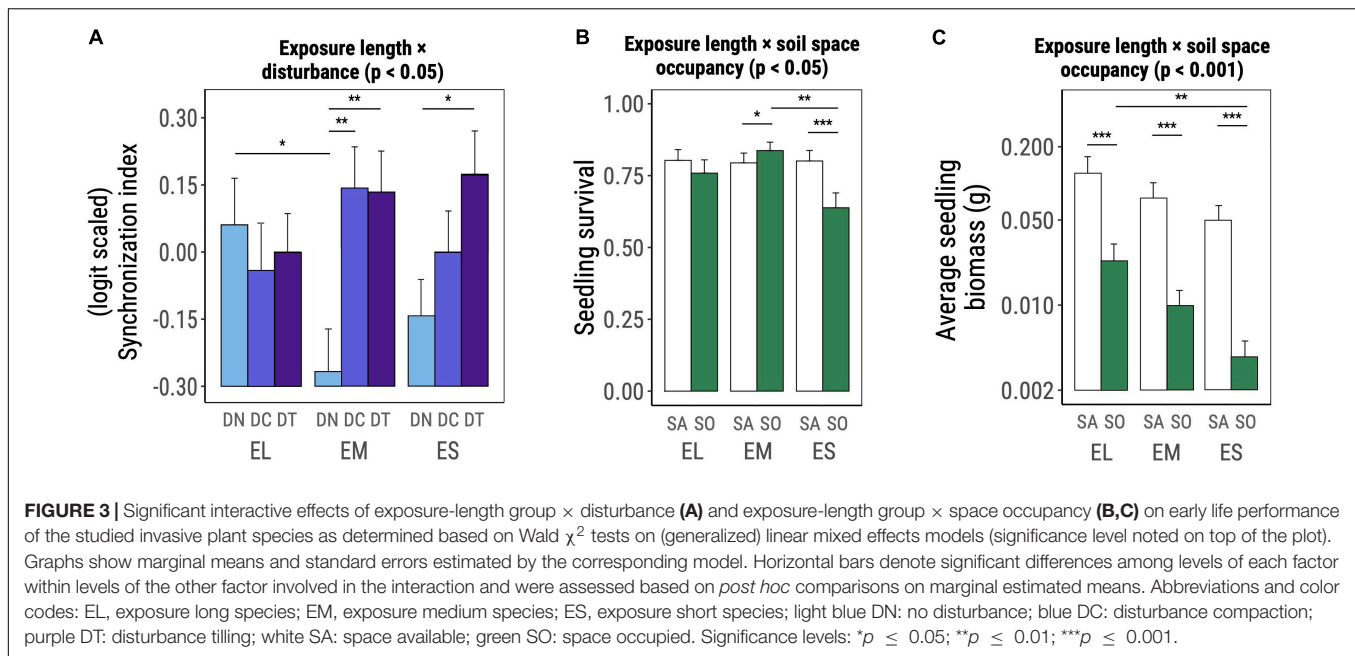 A
Exposure length ×
disturbance (p < 0.05)
(logit scaled)
Synchronization index
0.30
0.15
0.00
-0.15
-0.30
*
**
**
*
DN DC DT
DN DC DT
DN DC DT
EL
EM
ES
B
Exposure length × soil space
occupancy (p < 0.05)
Seedling survival
1.00
0.75
0.50
0.25
0.00
*
**
***
SA SO
SA SO
SA SO
EL
EM
ES
C
Exposure length × soil space
occupancy (p < 0.001)
Average seedling
biomass (g)
0.200
0.050
0.010
0.002
***
***
**
***
SA SO
SA SO
SA SO
EL
EM
ES
FIGURE 3 | Significant interactive effects of exposure-length group × disturbance (A) and exposure-length group × space occupancy (B,C) on early life performance
of the studied invasive plant species as determined based on Wald χ² tests on (generalized) linear mixed effects models (significance level noted on top of the plot).
Graphs show marginal means and standard errors estimated by the corresponding model. Horizontal bars denote significant differences among levels of each factor
within levels of the other factor involved in the interaction and were assessed based on post hoc comparisons on marginal estimated means. Abbreviations and color
codes: EL, exposure long species; EM, exposure medium species; ES, exposure short species; light blue DN: no disturbance; blue DC: disturbance compaction;
purple DT: disturbance tilling; white SA: space available; green SO: space occupied. Significance levels: *p ≤ 0.05; **p ≤ 0.01; ***p ≤ 0.001.